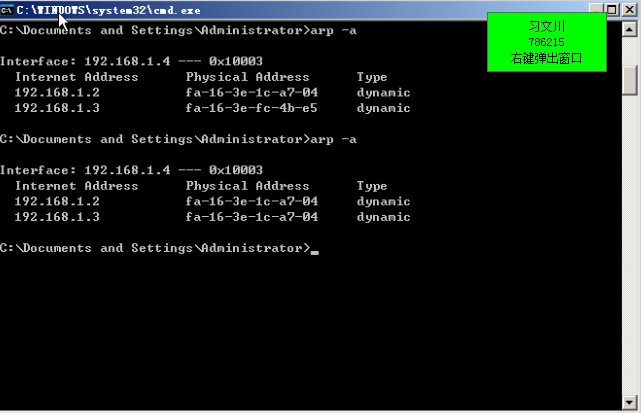 C:\WINDOWS\system32\cmd.exe
习文川
786215
右键弹出窗口
C:\Documents and Settings\Administrator>arp -a
Interface: 192.168.1.4 --- 0x10003
Internet Address Physical Address Type
192.168.1.2 fa-16-3e-1c-a7-04 dynamic
192.168.1.3 fa-16-3e-fc-4b-e5 dynamic
C:\Documents and Settings\Administrator>arp -a
Interface: 192.168.1.4 --- 0x10003
Internet Address Physical Address Type
192.168.1.2 fa-16-3e-1c-a7-04 dynamic
192.168.1.3 fa-16-3e-1c-a7-04 dynamic
C:\Documents and Settings\Administrator>